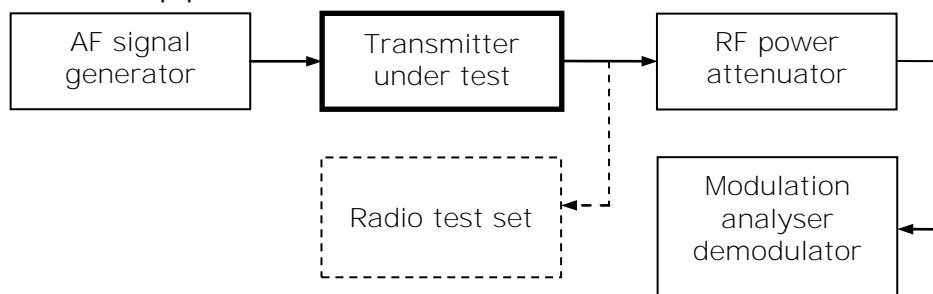 AF signal
generator
Transmitter
under test
RF power
attenuator
Radio test set
Modulation
analyser
demodulator